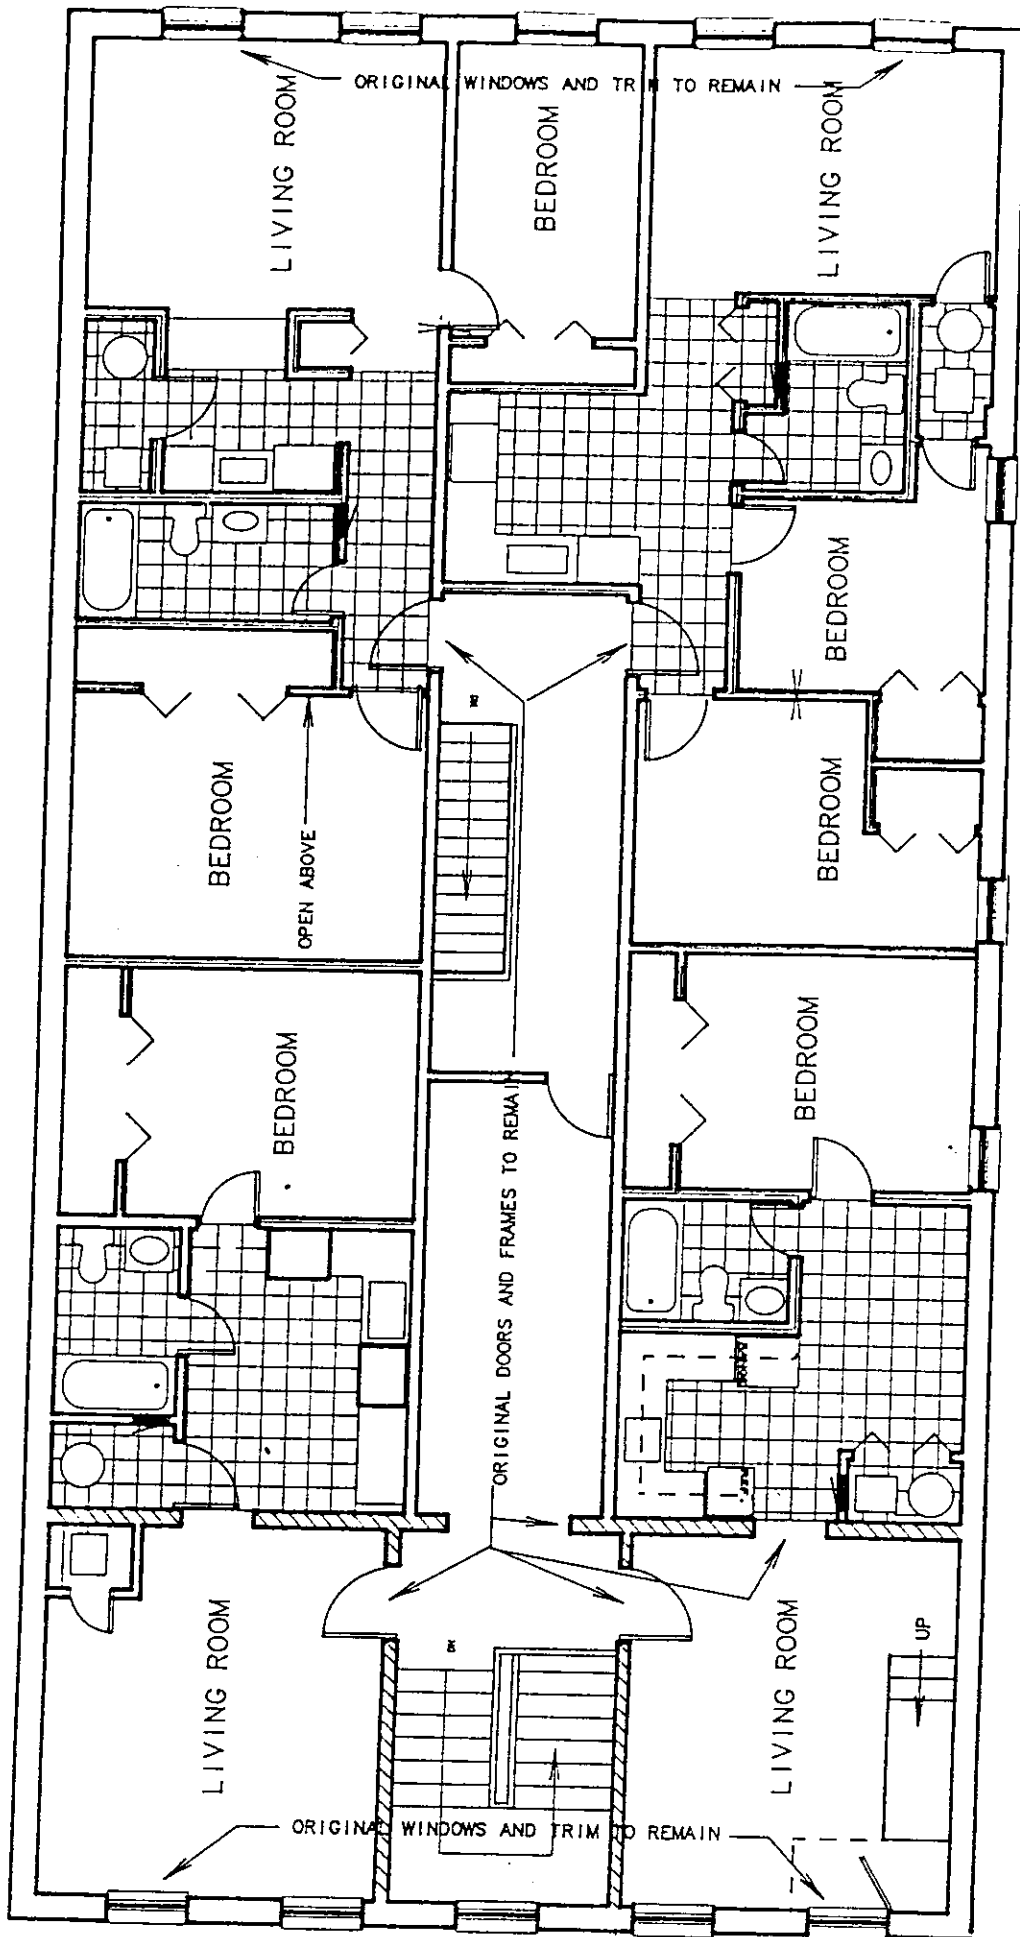 ORIGINAL WINDOWS AND TRIM TO REMAIN
LIVING ROOM
BEDROOM
LIVING ROOM
BEDROOM
BEDROOM
OPEN ABOVE
BEDROOM
BEDROOM
BEDROOM
ORIGINAL DOORS AND FRAMES TO REMAIN
REF.
LIVING ROOM
LIVING ROOM
UP
ORIGINAL WINDOWS AND TRIM TO REMAIN